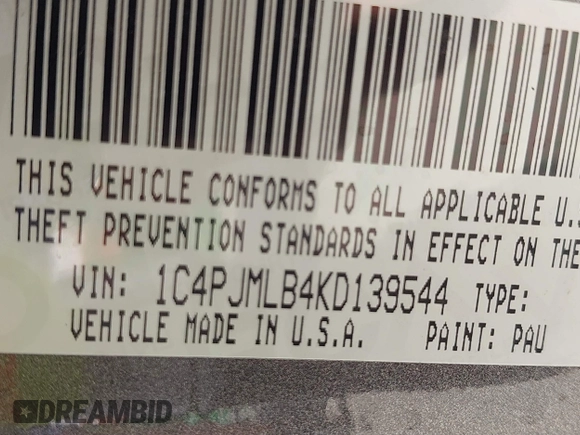 THIS VEHICLE CONFORMS TO ALL APPLICABLE U.S
THEFT PREVENTION STANDARDS IN EFFECT ON THE
VIN: 1C4PJMLB4KD139544 TYPE:
VEHICLE MADE IN U.S.A. PAINT: PAU
DREAMBID